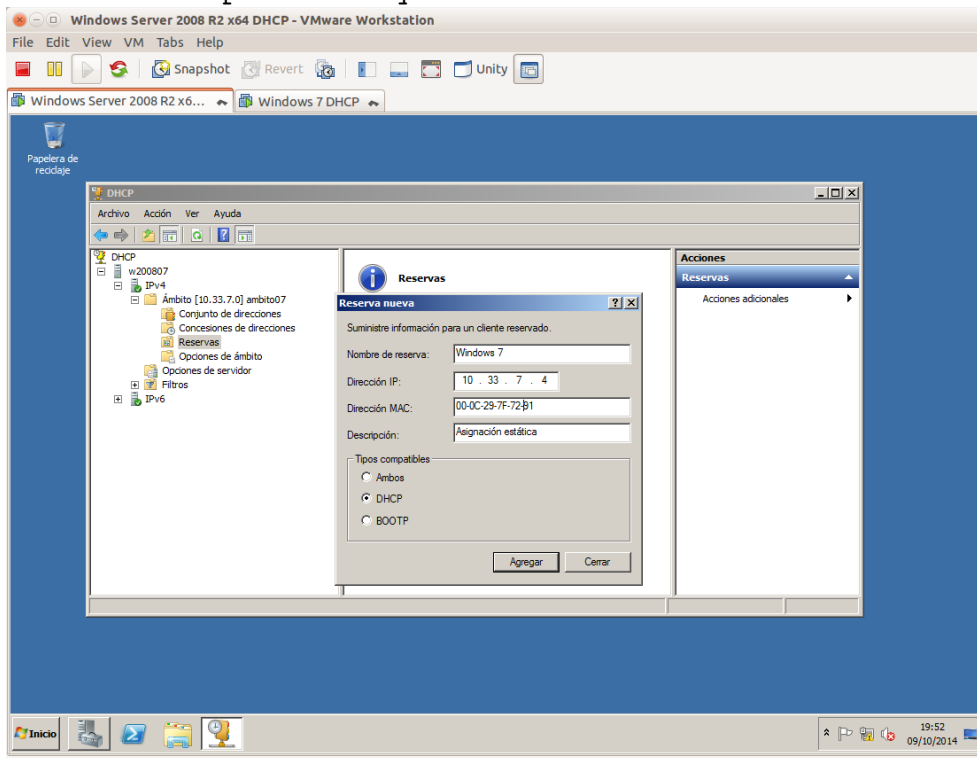 Windows Server 2008 R2 x64 DHCP - VMware Workstation
File Edit View VM Tabs Help
Snapshot Revert Unity
Windows Server 2008 R2 x6... Windows 7 DHCP
Papelera de
reciclaje
DHCP
Archivo Acción Ver Ayuda
DHCP
w200807
IPv4
Ámbito [10.33.7.0] ambito07
Conjunto de direcciones
Concesiones de direcciones
Reservas
Opciones de ámbito
Opciones de servidor
Filtros
IPv6
Reservas
Acciones
Reservas
Acciones adicionales
Reserva nueva
Suministre información para un cliente reservado.
Nombre de reserva: Windows 7
Dirección IP: 10 . 33 . 7 . 4
Dirección MAC: 00-0C-29-7F-72-91
Descripción: Asignación estática
Tipos compatibles
Ambos
DHCP
BOOTP
Agregar Cerrar
Inicio
19:52
09/10/2014